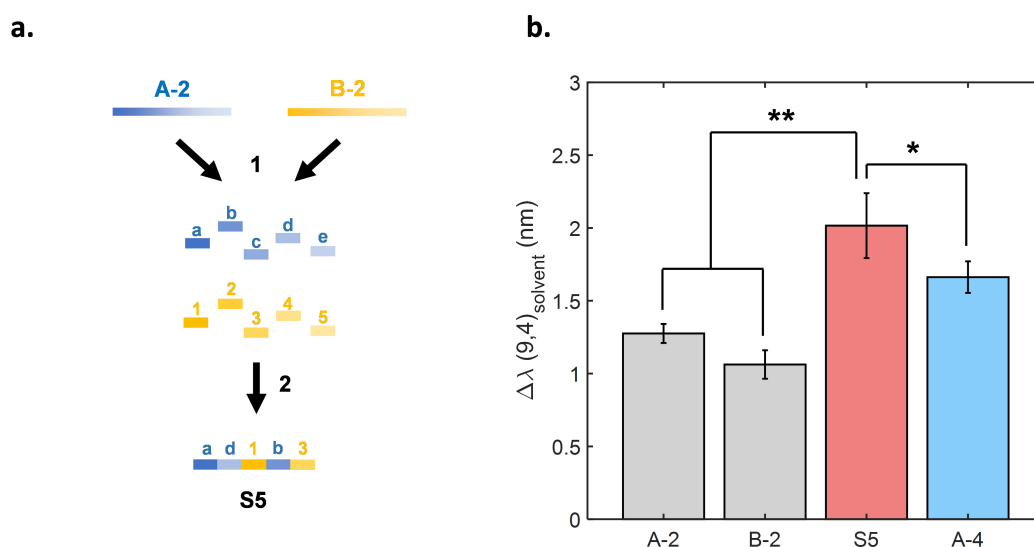 a.
A-2 B-2
1
a b c d e
1 2 3 4 5
2
a d 1 b 3
S5
b.
Δλ (9,4)solvent (nm)
3
2.5
2
1.5
1
0.5
0
**
*
A-2 B-2 S5 A-4